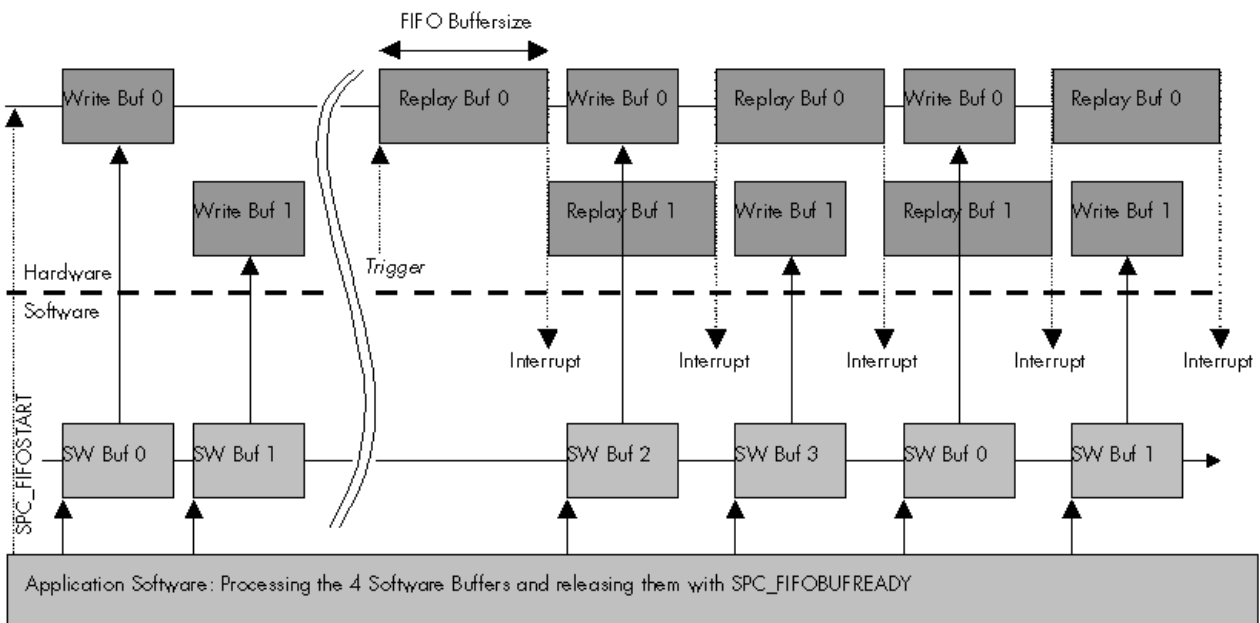 FIFO Buffersize
Write Buf 0
Replay Buf 0
Write Buf 0
Replay Buf 0
Write Buf 0
Replay Buf 0
Write Buf 1
Replay Buf 1
Write Buf 1
Replay Buf 1
Write Buf 1
Trigger
Hardware
Software
Interrupt
Interrupt
Interrupt
Interrupt
Interrupt
SPC_FIFOSTART
SW Buf 0
SW Buf 1
SW Buf 2
SW Buf 3
SW Buf 0
SW Buf 1
Application Software: Processing the 4 Software Buffers and releasing them with SPC_FIFOBUFREADY